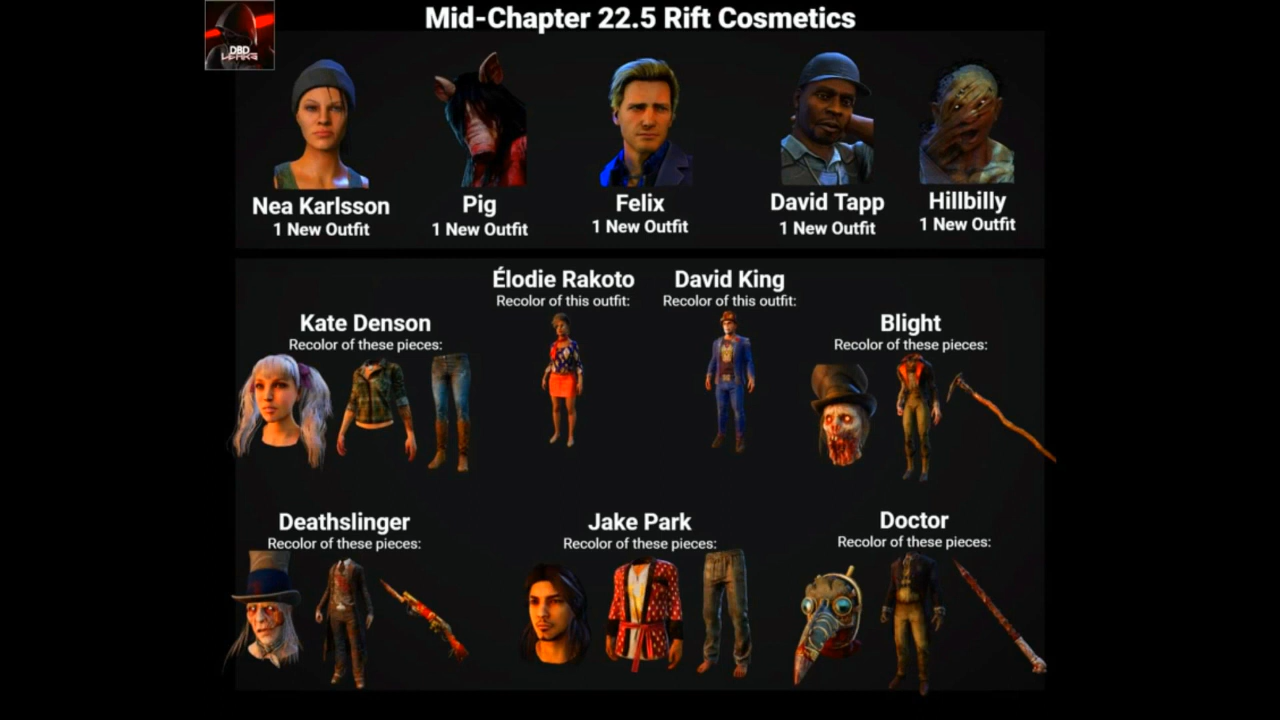 Mid-Chapter 22.5 Rift Cosmetics
DBD
LEAKS
Nea Karlsson
1 New Outfit
Pig
1 New Outfit
Felix
1 New Outfit
David Tapp
1 New Outfit
Hillbilly
1 New Outfit
Élodie Rakoto
Recolor of this outfit:
David King
Recolor of this outfit:
Kate Denson
Recolor of these pieces:
Blight
Recolor of these pieces:
Deathslinger
Recolor of these pieces:
Jake Park
Recolor of these pieces:
Doctor
Recolor of these pieces: